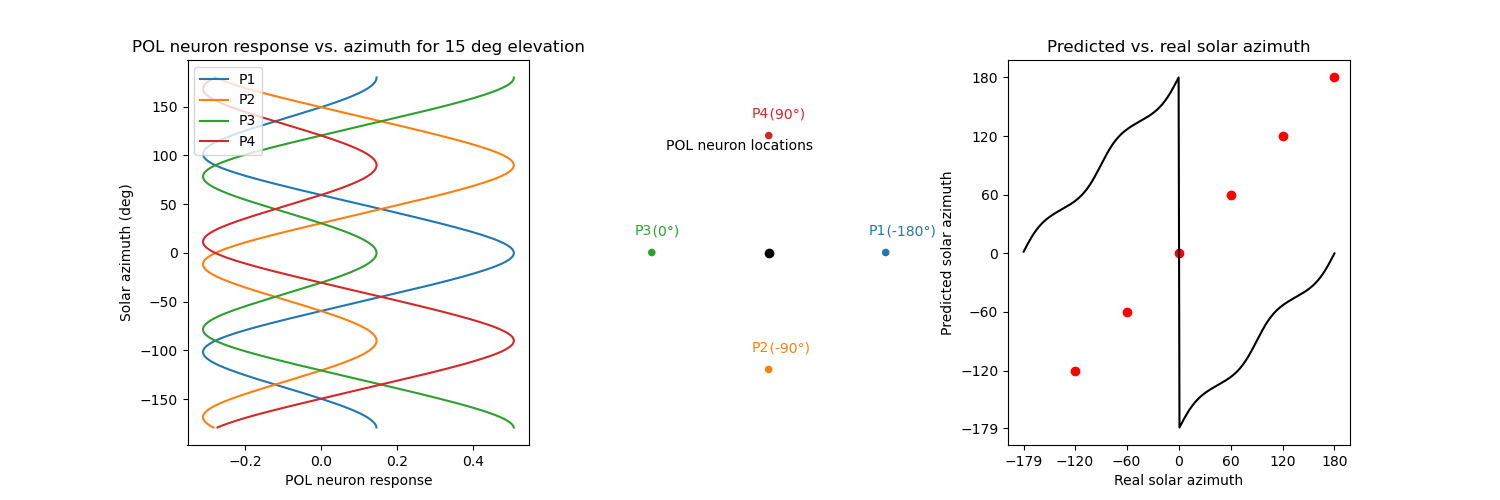 POL neuron response vs. azimuth for 15 deg elevation
P1
P2
P3
P4
150
100
50
0
−50
−100
−150
Solar azimuth (deg)
−0.2
0.0
0.2
0.4
POL neuron response
P4(90°)
POL neuron locations
P3(0°)
P1(-180°)
P2(-90°)
Predicted vs. real solar azimuth
180
120
60
0
−60
−120
−179
Predicted solar azimuth
−179
−120
−60
0
60
120
180
Real solar azimuth